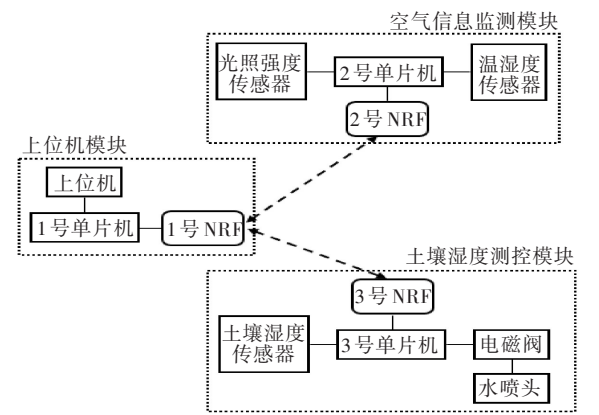 空气信息监测模块
光照强度
传感器
2号单片机
温湿度
传感器
2号NRF
上位机模块
上位机
1号单片机
1号NRF
土壤湿度测控模块
3号NRF
土壤湿度
传感器
3号单片机
电磁阀
水喷头